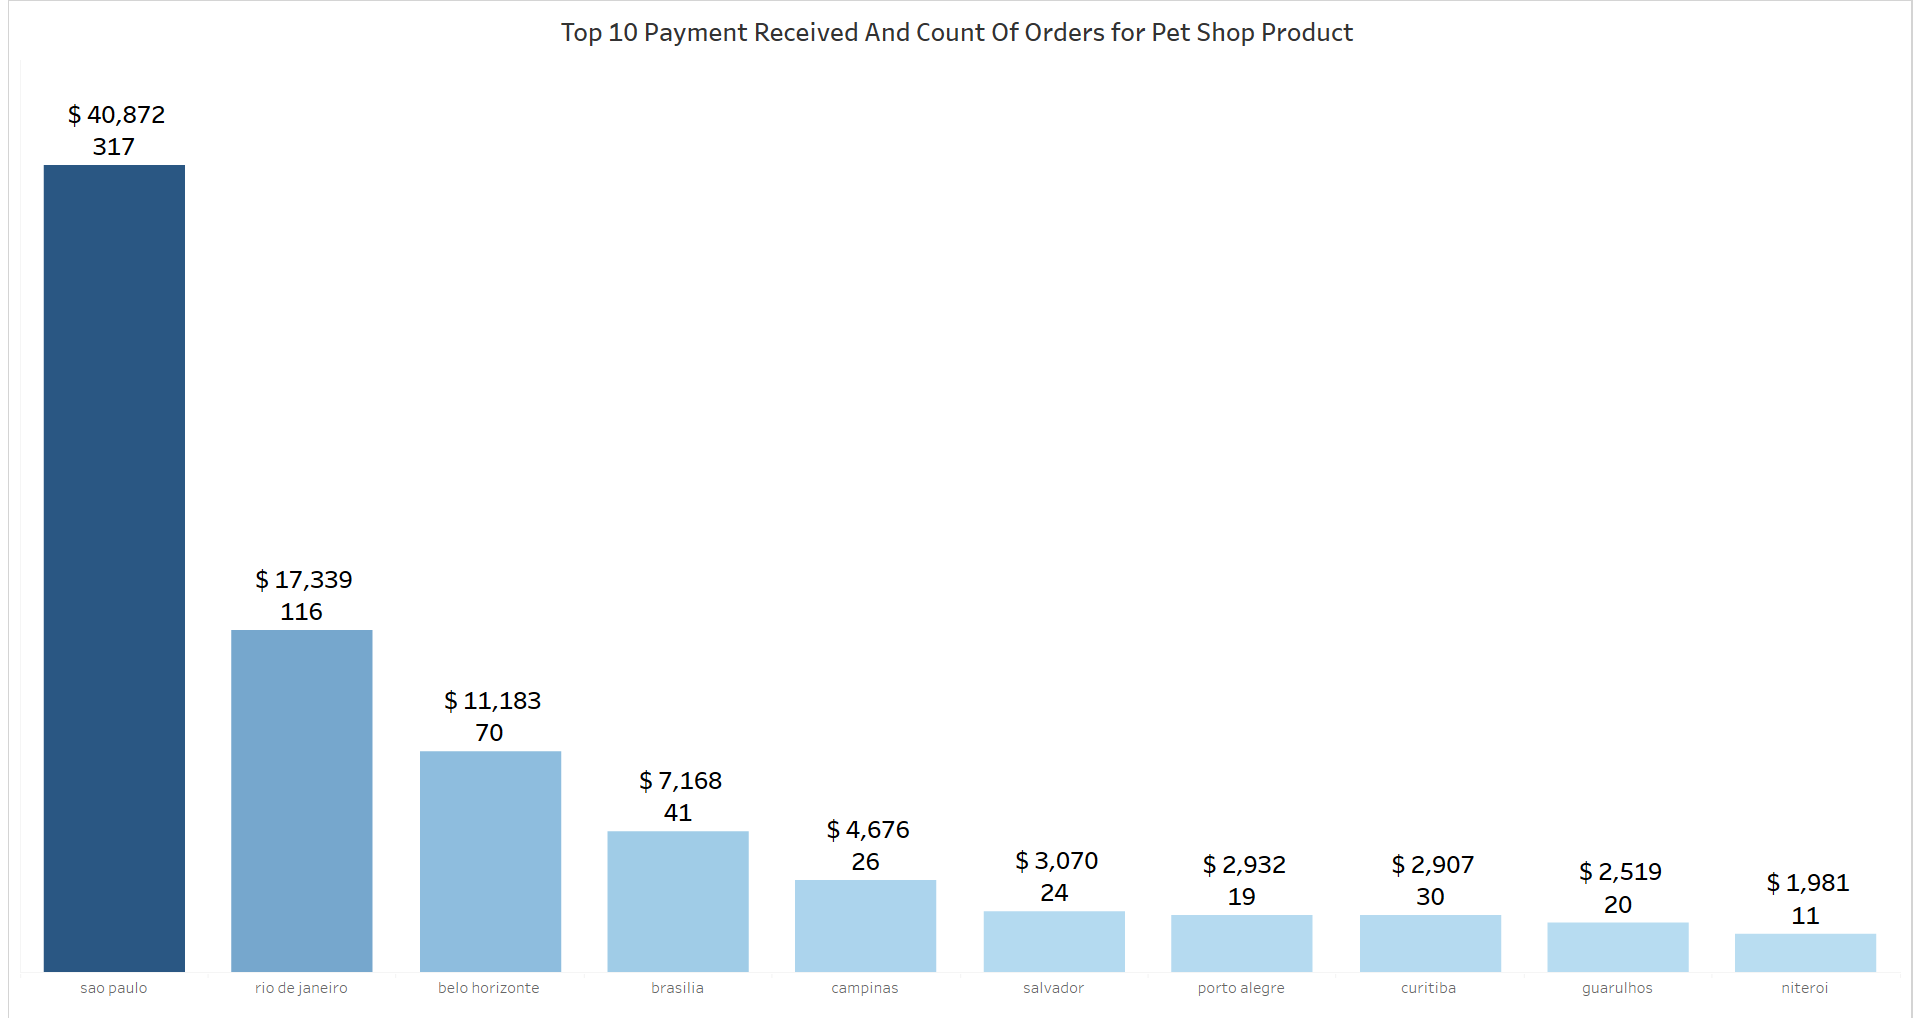 Top 10 Payment Received And Count Of Orders for Pet Shop Product
$ 40,872
317
$ 17,339
116
$ 11,183
70
$ 7,168
41
$ 4,676
26
$ 3,070
24
$ 2,932
19
$ 2,907
30
$ 2,519
20
$ 1,981
11
sao paulo
rio de janeiro
belo horizonte
brasilia
campinas
salvador
porto alegre
curitiba
guarulhos
niteroi